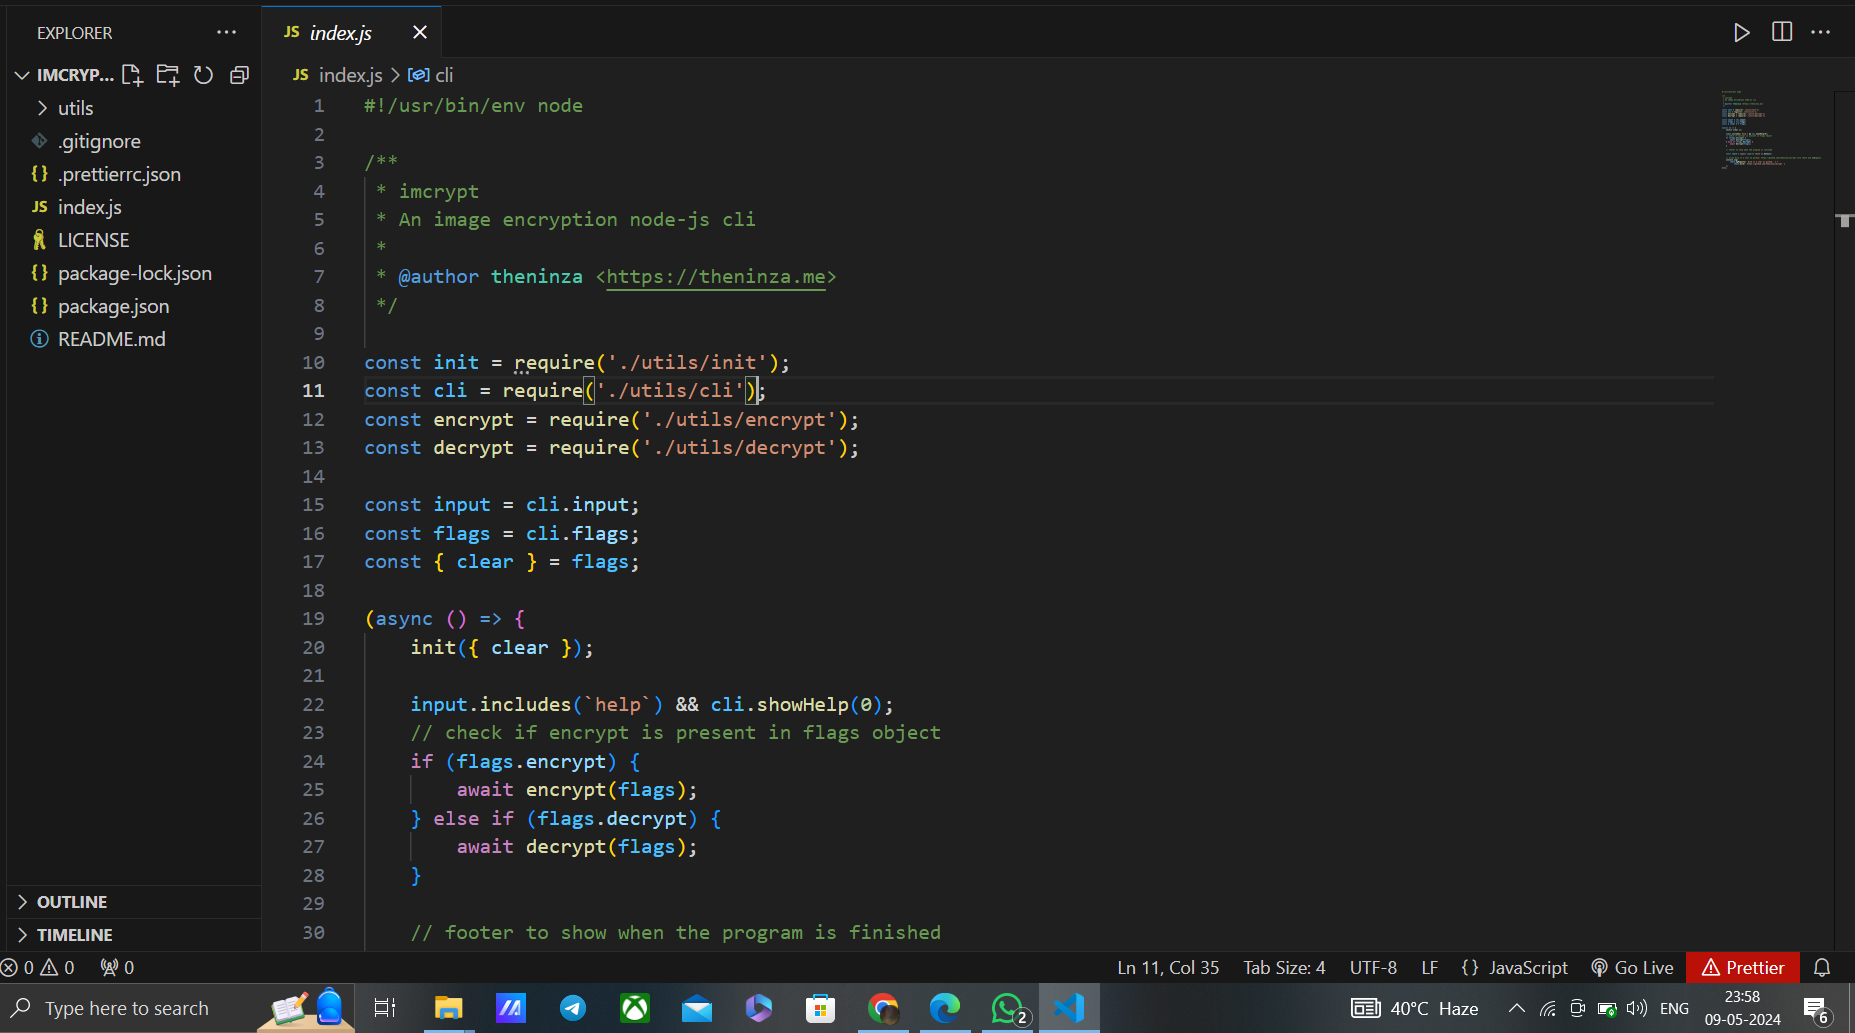 EXPLORER
IMCRYP...
utils
.gitignore
.prettierrc.json
JS index.js
LICENSE
package-lock.json
package.json
README.md
OUTLINE
TIMELINE
JS index.js
JS index.js > cli
1 #!/usr/bin/env node
2
3 /**
4 * imcrypt
5 * An image encryption node-js cli
6 *
7 * @author theninza <https://theninza.me>
8 */
9
10 const init = require('./utils/init');
11 const cli = require('./utils/cli');
12 const encrypt = require('./utils/encrypt');
13 const decrypt = require('./utils/decrypt');
14
15 const input = cli.input;
16 const flags = cli.flags;
17 const { clear } = flags;
18
19 (async () => {
20 init({ clear });
21
22 input.includes(`help`) && cli.showHelp(0);
23 // check if encrypt is present in flags object
24 if (flags.encrypt) {
25 await encrypt(flags);
26 } else if (flags.decrypt) {
27 await decrypt(flags);
28 }
29
30 // footer to show when the program is finished
0 0 0
Ln 11, Col 35 Tab Size: 4 UTF-8 LF {} JavaScript Go Live Prettier
Type here to search
2
40°C Haze
ENG
23:58
09-05-2024
6